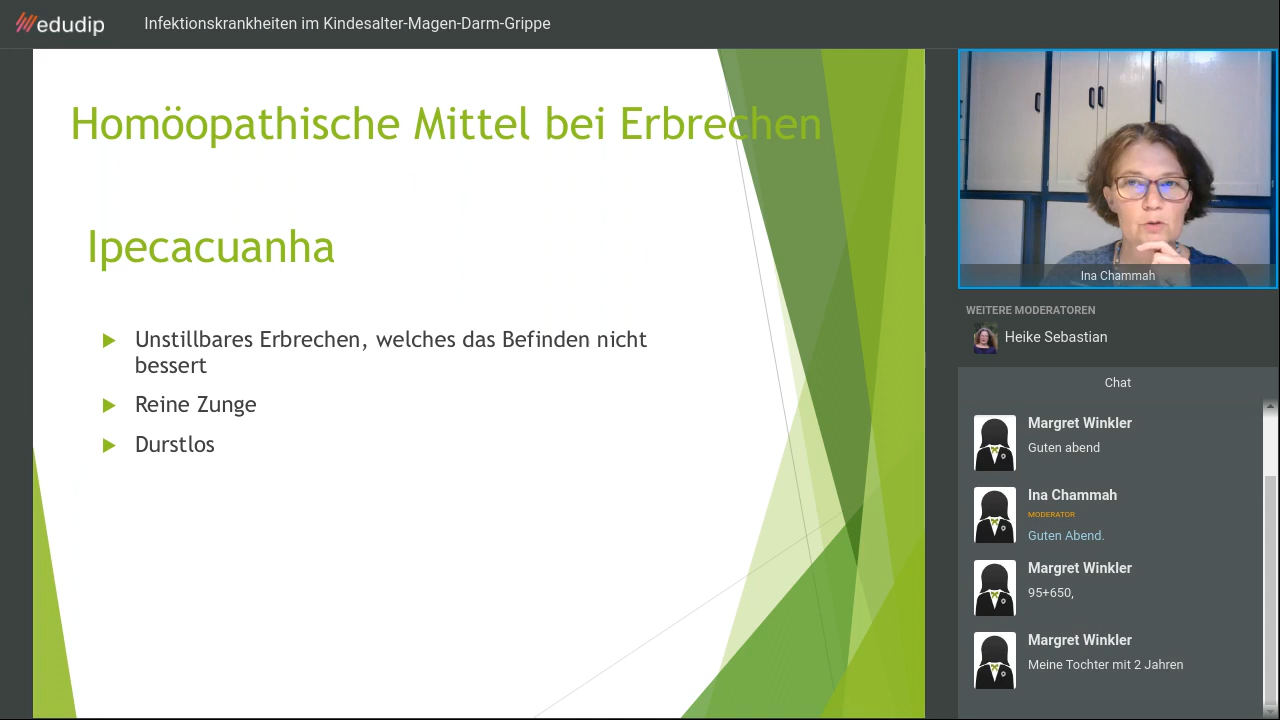 edudip
Infektionskrankheiten im Kindesalter-Magen-Darm-Grippe
Homöopathische Mittel bei Erbrechen
Ipecacuanha
Unstillbares Erbrechen, welches das Befinden nicht
bessert
Reine Zunge
Durstlos
Ina Chammah
WEITERE MODERATOREN
Heike Sebastian
Chat
Margret Winkler
Guten abend
Ina Chammah
MODERATOR
Guten Abend.
Margret Winkler
95+650,
Margret Winkler
Meine Tochter mit 2 Jahren